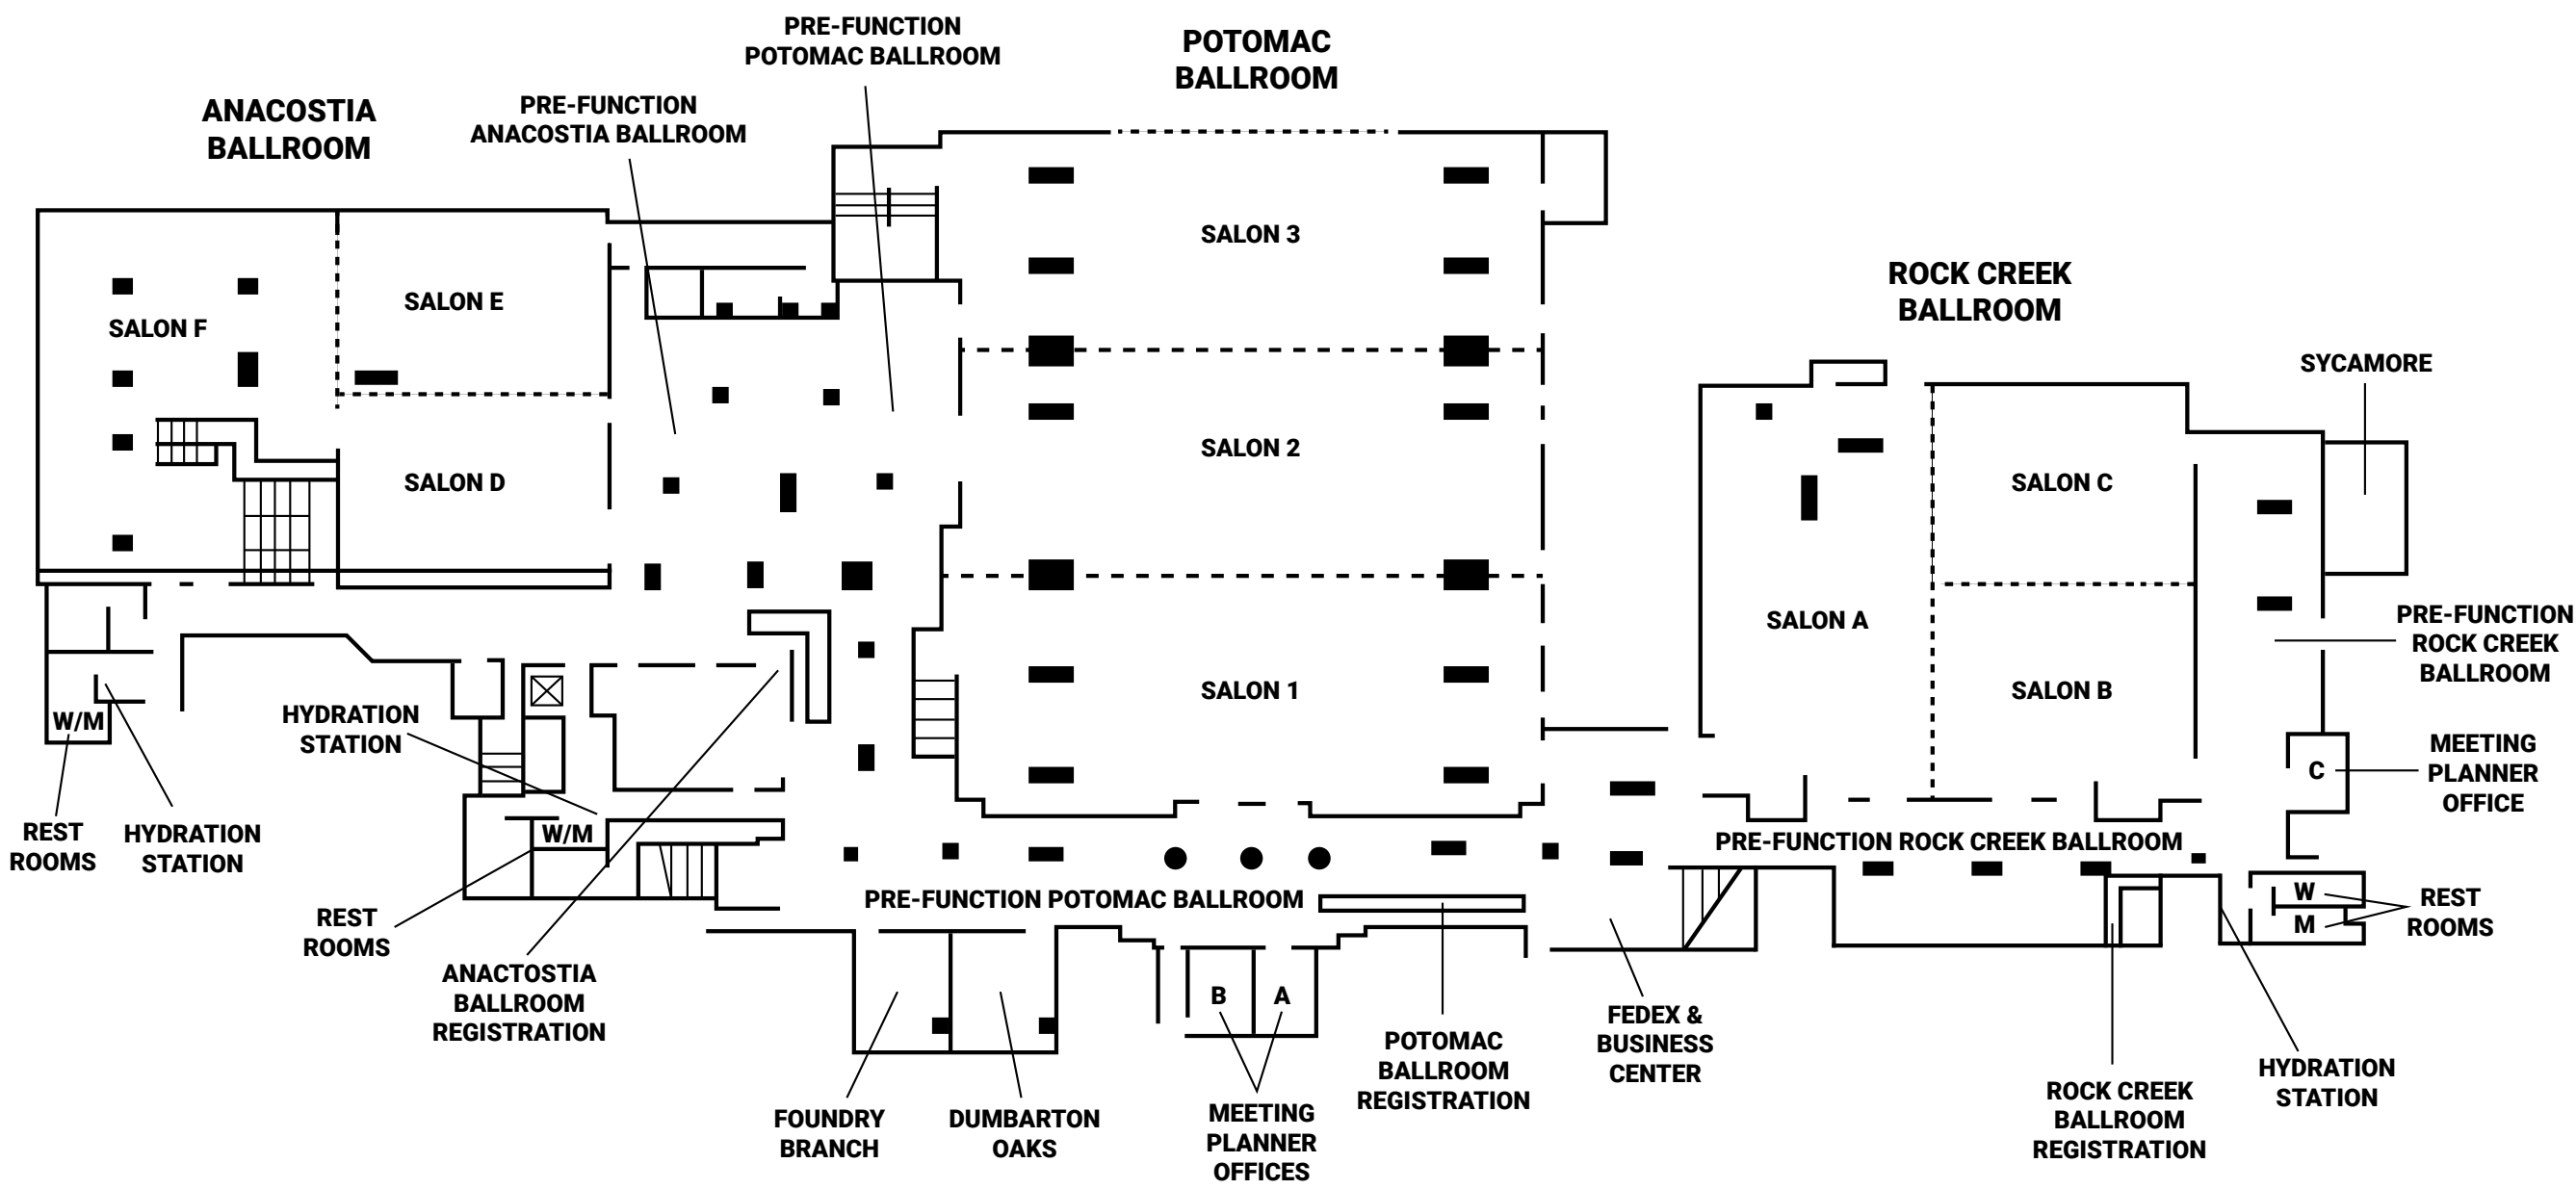 PRE-FUNCTION
POTOMAC BALLROOM
POTOMAC
BALLROOM
ANACOSTIA
BALLROOM
PRE-FUNCTION
ANACOSTIA BALLROOM
SALON 3
SALON E
SALON F
ROCK CREEK
BALLROOM
SYCAMORE
SALON 2
SALON D
SALON C
SALON A
PRE-FUNCTION
ROCK CREEK
BALLROOM
SALON 1
SALON B
W/M
HYDRATION
STATION
C
MEETING
PLANNER
OFFICE
REST
ROOMS
HYDRATION
STATION
W/M
PRE-FUNCTION ROCK CREEK BALLROOM
PRE-FUNCTION POTOMAC BALLROOM
W
M
REST
ROOMS
REST
ROOMS
ANACTOSTIA
BALLROOM
REGISTRATION
B
A
FOUNDRY
BRANCH
DUMBARTON
OAKS
MEETING
PLANNER
OFFICES
POTOMAC
BALLROOM
REGISTRATION
FEDEX &
BUSINESS
CENTER
ROCK CREEK
BALLROOM
REGISTRATION
HYDRATION
STATION